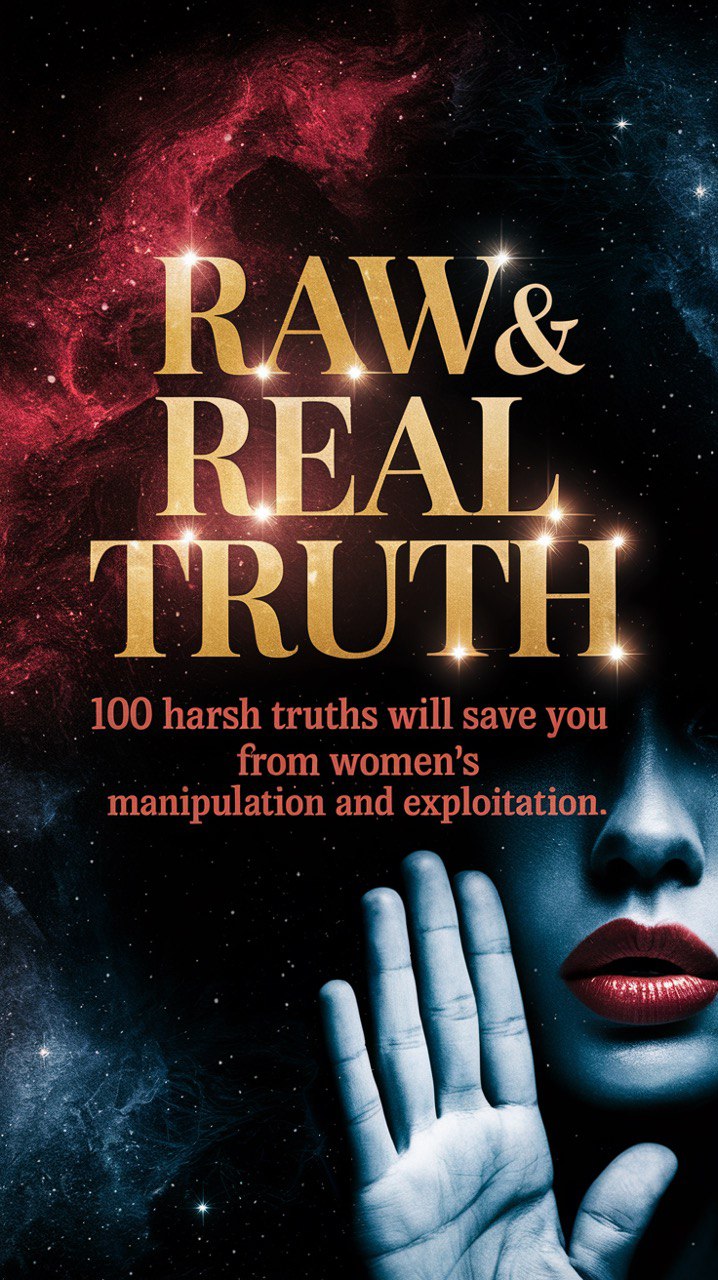 RAW&
REAL
TRUTH
100 harsh truths will save you
from women's
manipulation and exploitation.